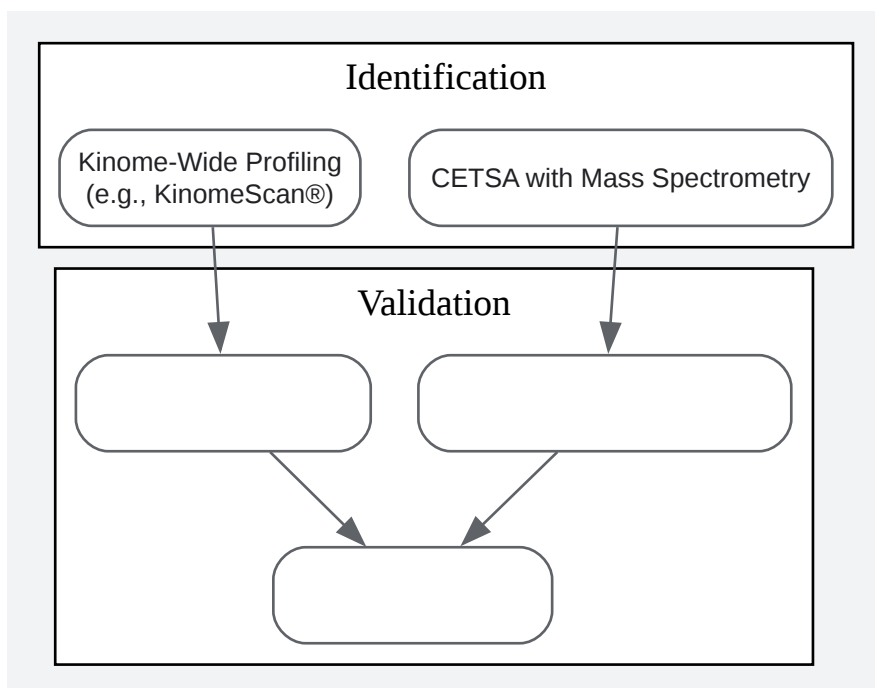 Identification
Kinome-Wide Profiling
(e.g., KinomeScan®)
CETSA with Mass Spectrometry
Validation